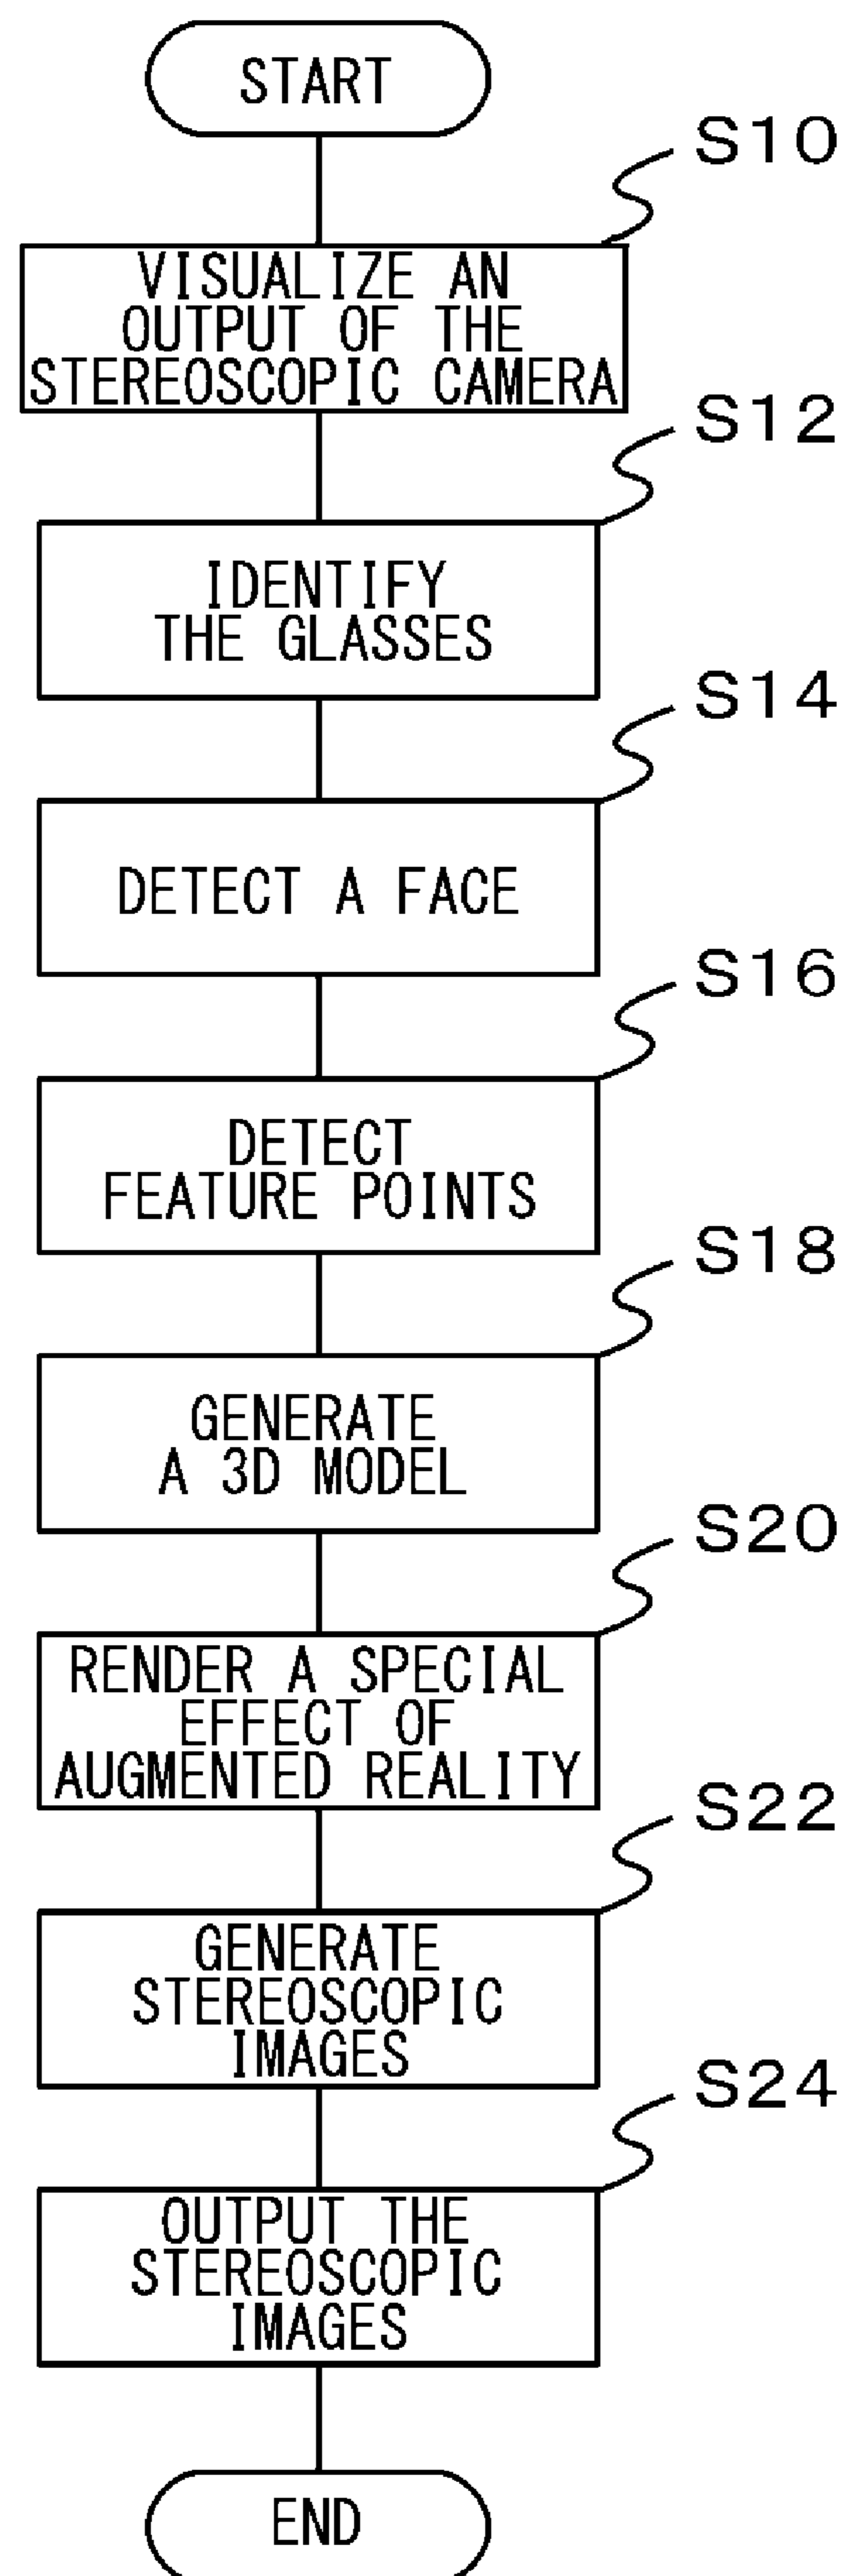 START
S10
VISUALIZE AN
OUTPUT OF THE
STEREOSCOPIC CAMERA
S12
IDENTIFY
THE GLASSES
S14
DETECT A FACE
S16
DETECT
FEATURE POINTS
S18
GENERATE
A 3D MODEL
S20
RENDER A SPECIAL
EFFECT OF
AUGMENTED REALITY
S22
GENERATE
STEREOSCOPIC
IMAGES
S24
OUTPUT THE
STEREOSCOPIC
IMAGES
END